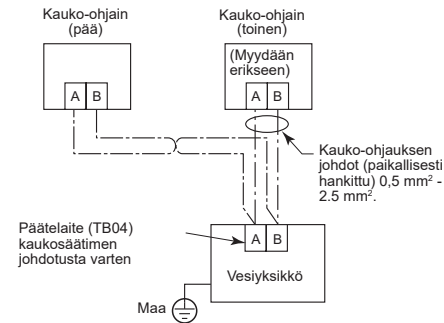 Kauko-ohjain
(pää)
Kauko-ohjain
(toinen)
(Myydään
erikseen)
A B
A B
Kauko-ohjauksen
johdot (paikallisesti
hankittu) 0,5 mm² -
2.5 mm².
Päätelaite (TB04)
kaukosäätimen
johdotusta varten
A B
Vesiyksikkö
Maa